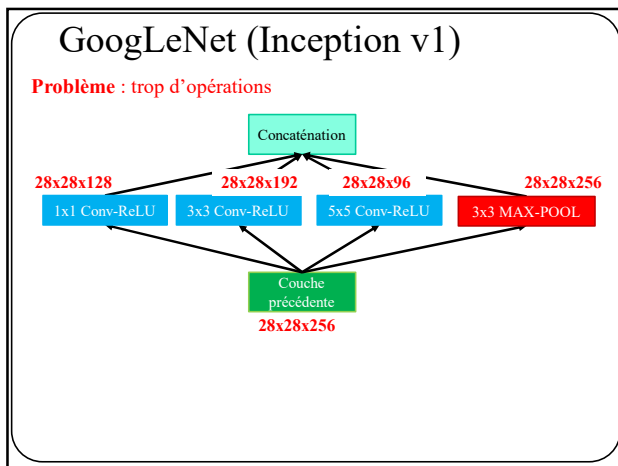 GoogLeNet (Inception v1)
Problème : trop d'opérations
Concaténation
28x28x128
28x28x192
28x28x96
28x28x256
1x1 Conv-ReLU
3x3 Conv-ReLU
5x5 Conv-ReLU
3x3 MAX-POOL
Couche
précédente
28x28x256